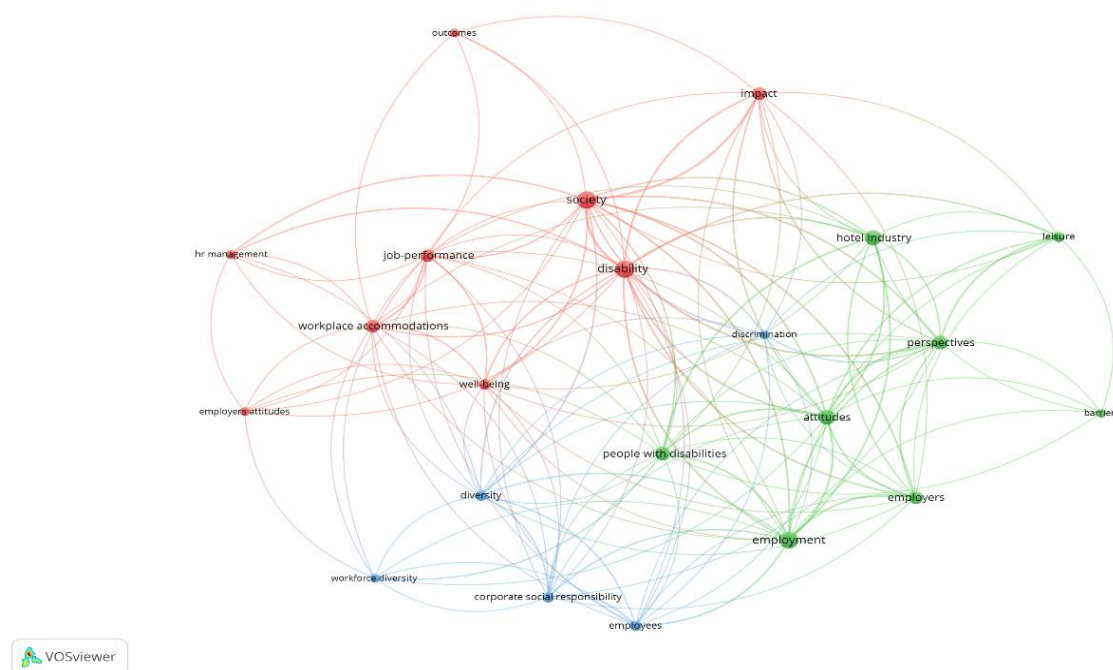 outcomes
impact
society
hotel industry
leisure
hr management
job-performance
disability
workplace accommodations
discrimination
perspectives
well-being
employers attitudes
attitudes
barrier
people with disabilities
diversity
employers
employment
workforce diversity
corporate social responsibility
employees
VOSviewer